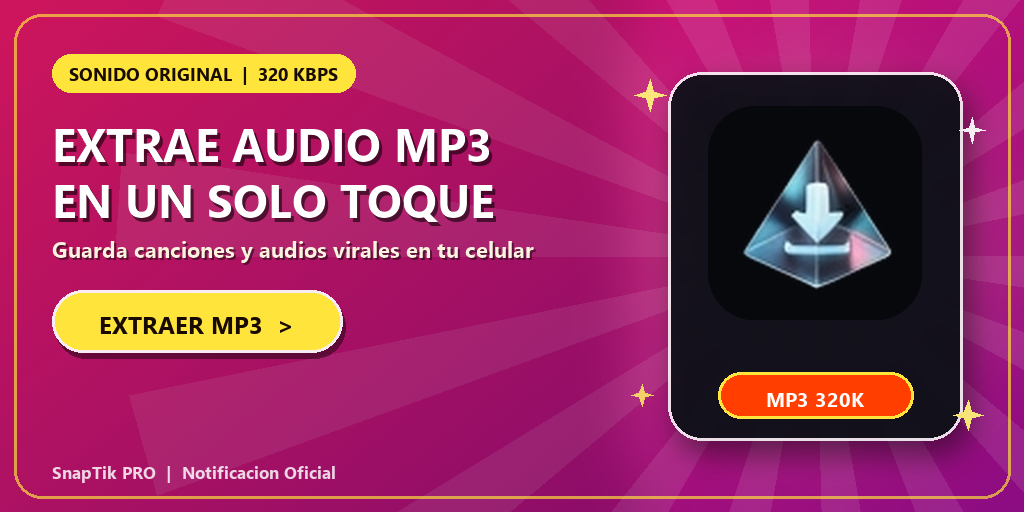 SONIDO ORIGINAL | 320 KBPS
EXTRAE AUDIO MP3
EN UN SOLO TOQUE
Guarda canciones y audios virales en tu celular
EXTRAER MP3 >
MP3 320K
SnapTik PRO | Notificacion Oficial